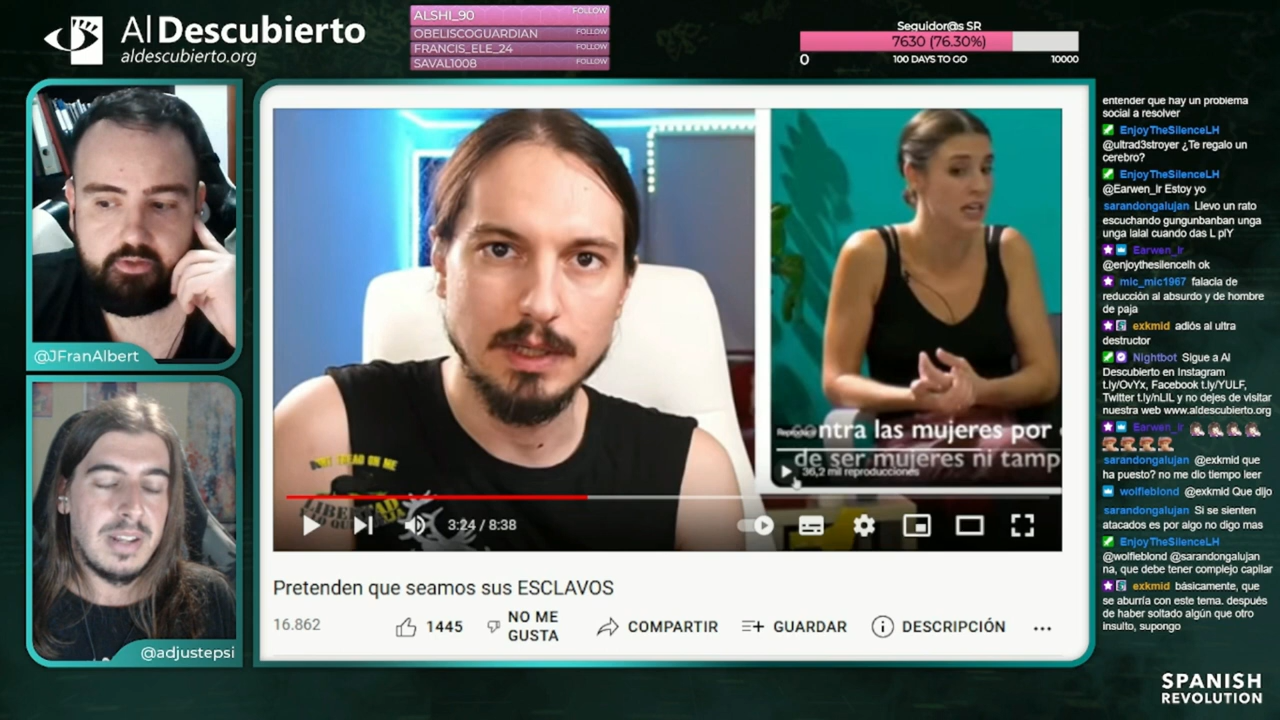 Al Descubierto
aldescubierto.org
ALSHI_90 FOLLOW
OBELISCOGUARDIAN FOLLOW
FRANCIS_ELE_24 FOLLOW
SAVAL1008 FOLLOW
Seguidor@s SR
7630 (76.30%)
0 100 DAYS TO GO 10000
@JFranAlbert
@adjustepsi
ON ME
ntra las mujeres por
de ser mujeres ni tamp
36,2 mil reproducciones
3:24 / 8:38
Pretenden que seamos sus ESCLAVOS
16.862
1445
NO ME
GUSTA
COMPARTIR
GUARDAR
DESCRIPCIÓN
entender que hay un problema
social a resolver
EnjoyTheSilenceLH
@ultrad3stroyer ¿Te regalo un
cerebro?
EnjoyTheSilenceLH
@Earwen_Ir Estoy yo
sarandongalujan Llevo un rato
escuchando gungunbanban unga
unga lalal cuando das L plY
Earwen_Ir
@enjoythesilencelh ok
mic_mic1967 falacia de
reducción al absurdo y de hombre
de paja
exkmid adiós al ultra
destructor
Nightbot Sigue a Al
Descubierto en Instagram
t.ly/OvYx, Facebook t.ly/YULF,
Twitter t.ly/nLIL y no dejes de visitar
nuestra web www.aldescubierto.org
Earwen_Ir
sarandongalujan @exkmid que
ha puesto? no me dio tiempo leer
wolfieblond @exkmid Que dijo
sarandongalujan Si se sienten
atacados es por algo no digo mas
EnjoyTheSilenceLH
@wolfieblond @sarandongalujan
na, que debe tener complejo capilar
exkmid básicamente, que
se aburría con este tema. después
de haber soltado algún que otro
insulto, supongo
SPANISH
REVOLUTION